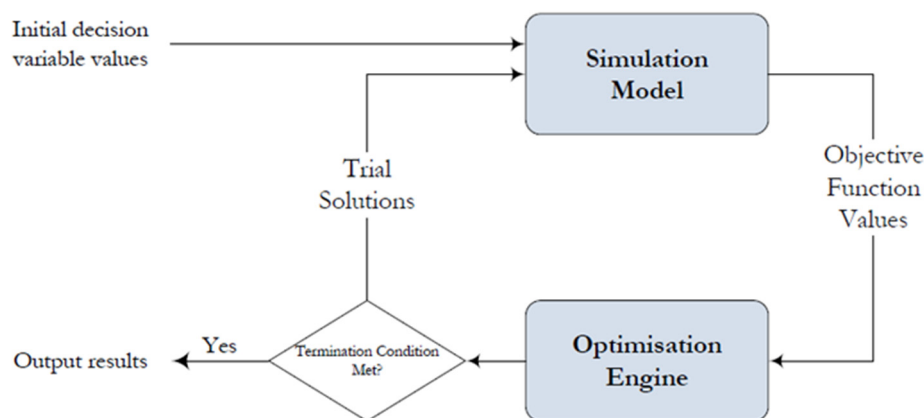 Initial decision
variable values
Simulation
Model
Trial
Solutions
Objective
Function
Values
Output results
Yes
Termination Condition
Met?
Optimisation
Engine